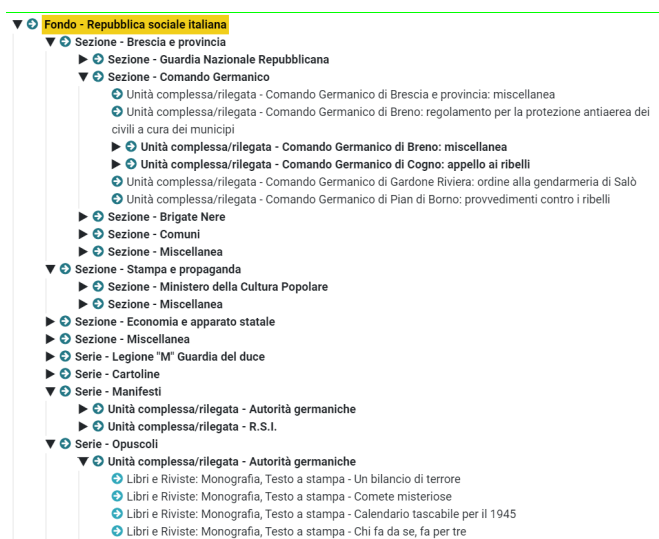 Fondo - Repubblica sociale italiana
Sezione - Brescia e provincia
Sezione - Guardia Nazionale Repubblicana
Sezione - Comando Germanico
Unità complessa/rilegata - Comando Germanico di Brescia e provincia: miscellanea
Unità complessa/rilegata - Comando Germanico di Breno: regolamento per la protezione antiaerea dei
civili a cura dei municipi
Unità complessa/rilegata - Comando Germanico di Breno: miscellanea
Unità complessa/rilegata - Comando Germanico di Cogno: appello ai ribelli
Unità complessa/rilegata - Comando Germanico di Gardone Riviera: ordine alla gendarmeria di Salò
Unità complessa/rilegata - Comando Germanico di Pian di Borno: provvedimenti contro i ribelli
Sezione - Brigate Nere
Sezione - Comuni
Sezione - Miscellanea
Sezione - Stampa e propaganda
Sezione - Ministero della Cultura Popolare
Sezione - Miscellanea
Sezione - Economia e apparato statale
Sezione - Miscellanea
Serie - Legione "M" Guardia del duce
Serie - Cartoline
Serie - Manifesti
Unità complessa/rilegata - Autorità germaniche
Unità complessa/rilegata - R.S.I.
Serie - Opuscoli
Unità complessa/rilegata - Autorità germaniche
Libri e Riviste: Monografia, Testo a stampa - Un bilancio di terrore
Libri e Riviste: Monografia, Testo a stampa - Comete misteriose
Libri e Riviste: Monografia, Testo a stampa - Calendario tascabile per il 1945
Libri e Riviste: Monografia, Testo a stampa - Chi fa da se, fa per tre